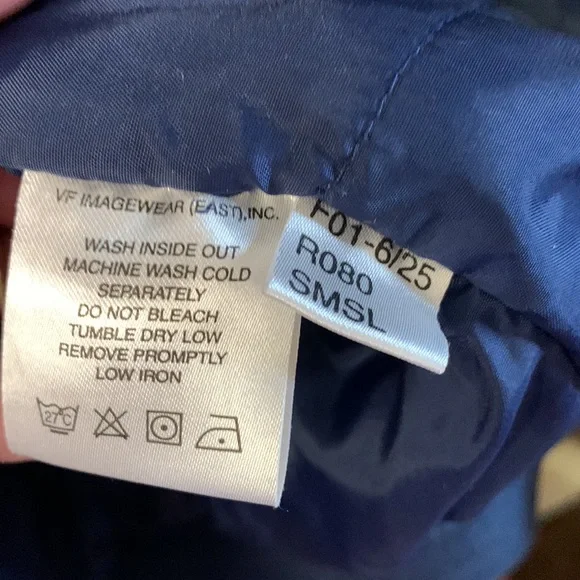 VF IMAGEWEAR (EAST), INC.
WASH INSIDE OUT
MACHINE WASH COLD
SEPARATELY
DO NOT BLEACH
TUMBLE DRY LOW
REMOVE PROMPTLY
LOW IRON
27°C
F01-6/25
R080
SMSL